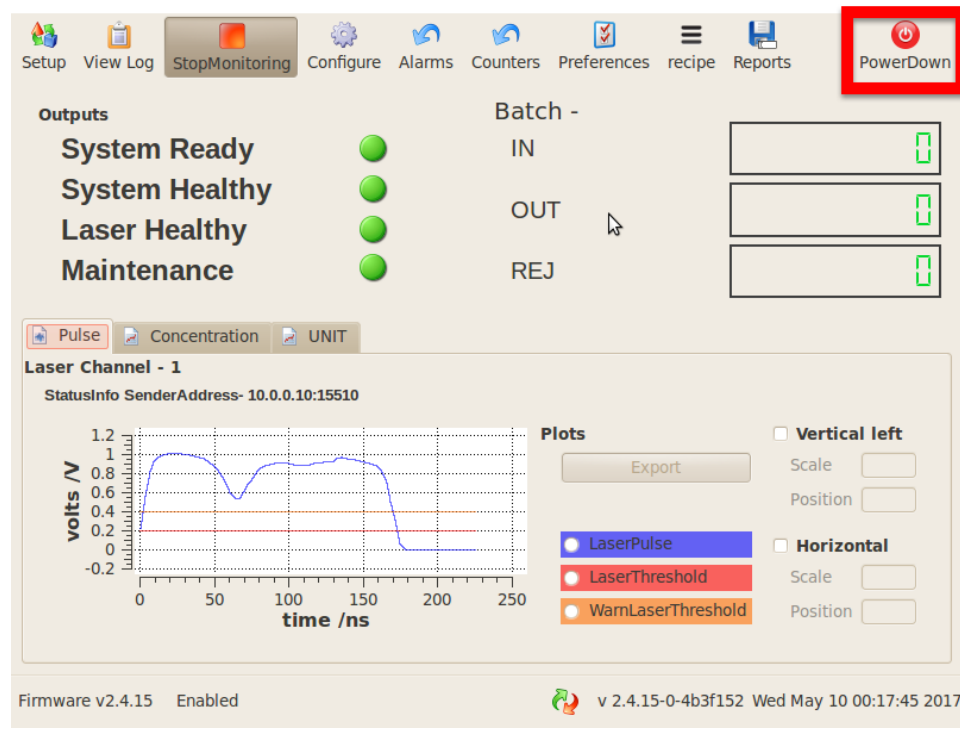 Setup View Log StopMonitoring Configure Alarms Counters Preferences recipe Reports PowerDown
Outputs
Batch -
System Ready
IN
0
System Healthy
OUT
0
Laser Healthy
Maintenance
REJ
0
Pulse Concentration UNIT
Laser Channel - 1
StatusInfo SenderAddress- 10.0.0.10:15510
volts /V
1.2
1
0.8
0.6
0.4
0.2
0
-0.2
0 50 100 150 200 250
time /ns
Plots
Export
LaserPulse
LaserThreshold
WarnLaserThreshold
Vertical left
Scale
Position
Horizontal
Scale
Position
Firmware v2.4.15 Enabled
v 2.4.15-0-4b3f152 Wed May 10 00:17:45 2017